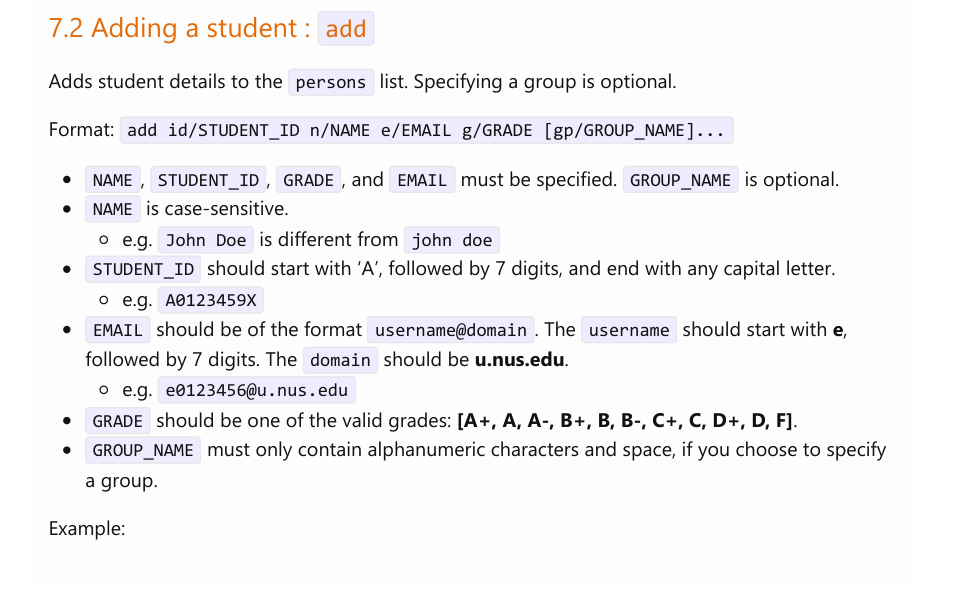 7.2 Adding a student : add
Adds student details to the persons list. Specifying a group is optional.
Format: add id/STUDENT_ID n/NAME e/EMAIL g/GRADE [gp/GROUP_NAME]...
• NAME , STUDENT_ID , GRADE , and EMAIL must be specified. GROUP_NAME is optional.
• NAME is case-sensitive.
◦ e.g. John Doe is different from john doe
• STUDENT_ID should start with ‘A’, followed by 7 digits, and end with any capital letter.
◦ e.g. A0123459X
• EMAIL should be of the format username@domain . The username should start with e,
followed by 7 digits. The domain should be u.nus.edu.
◦ e.g. e0123456@u.nus.edu
• GRADE should be one of the valid grades: [A+, A, A-, B+, B, B-, C+, C, D+, D, F].
• GROUP_NAME must only contain alphanumeric characters and space, if you choose to specify
a group.
Example: